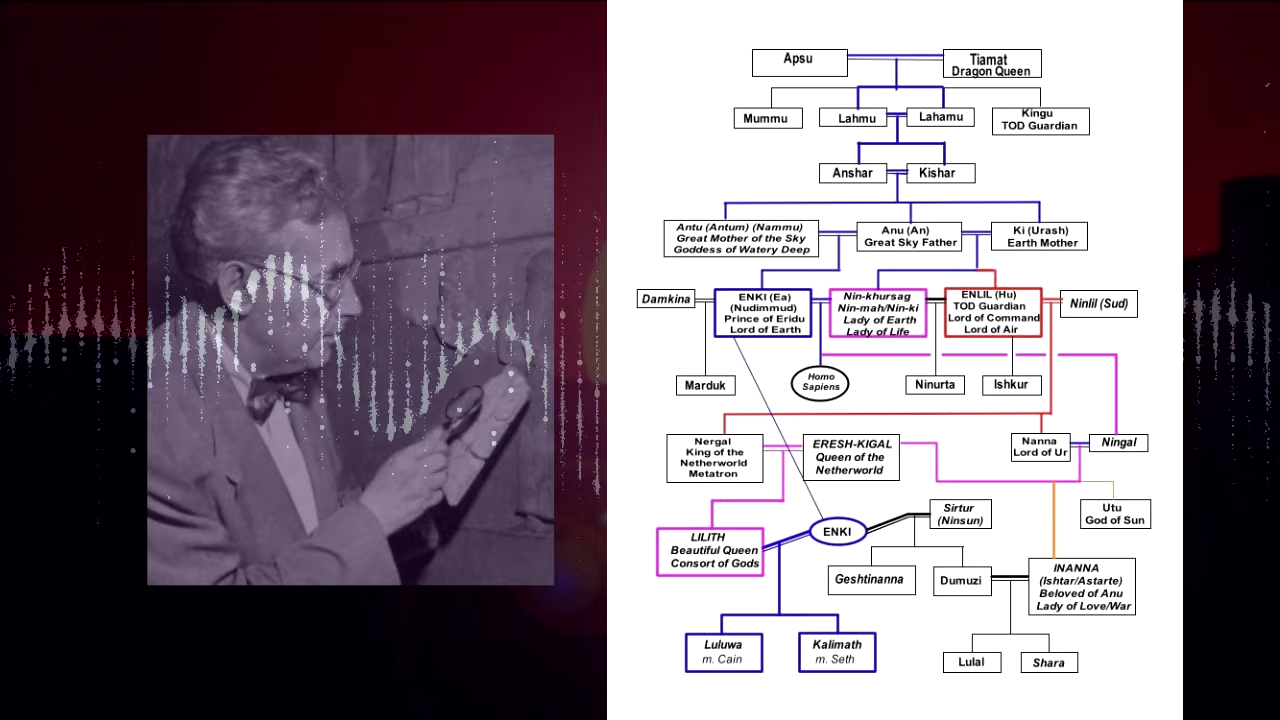 Apsu
Tiamat
Dragon Queen
Mummu
Lahmu
Lahamu
Kingu
TOD Guardian
Anshar
Kishar
Antu (Antum) (Nammu)
Great Mother of the Sky
Goddess of Watery Deep
Anu (An)
Great Sky Father
Ki (Urash)
Earth Mother
Damkina
ENKI (Ea)
(Nudimmud)
Prince of Eridu
Lord of Earth
Nin-khursag
Nin-mah/Nin-ki
Lady of Earth
Lady of Life
ENLIL (Hu)
TOD Guardian
Lord of Command
Lord of Air
Ninlil (Sud)
Marduk
Homo
Sapiens
Ninurta
Ishkur
Nergal
King of the
Netherworld
Metatron
ERESH-KIGAL
Queen of the
Netherworld
Nanna
Lord of Ur
Ningal
LILITH
Beautiful Queen
Consort of Gods
ENKI
Sirtur
(Ninsun)
Utu
God of Sun
Geshtinanna
Dumuzi
INANNA
(Ishtar/Astarte)
Beloved of Anu
Lady of Love/War
Luluwa
m. Cain
Kalimath
m. Seth
Lulal
Shara